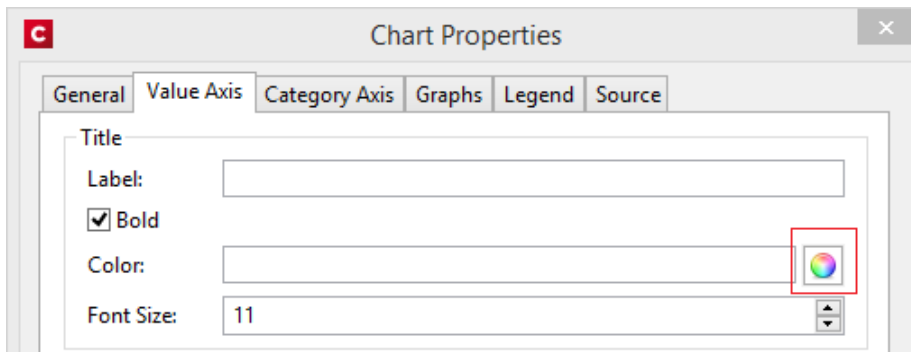 C Chart Properties
General Value Axis Category Axis Graphs Legend Source
Title
Label:
Bold
Color:
Font Size: 11